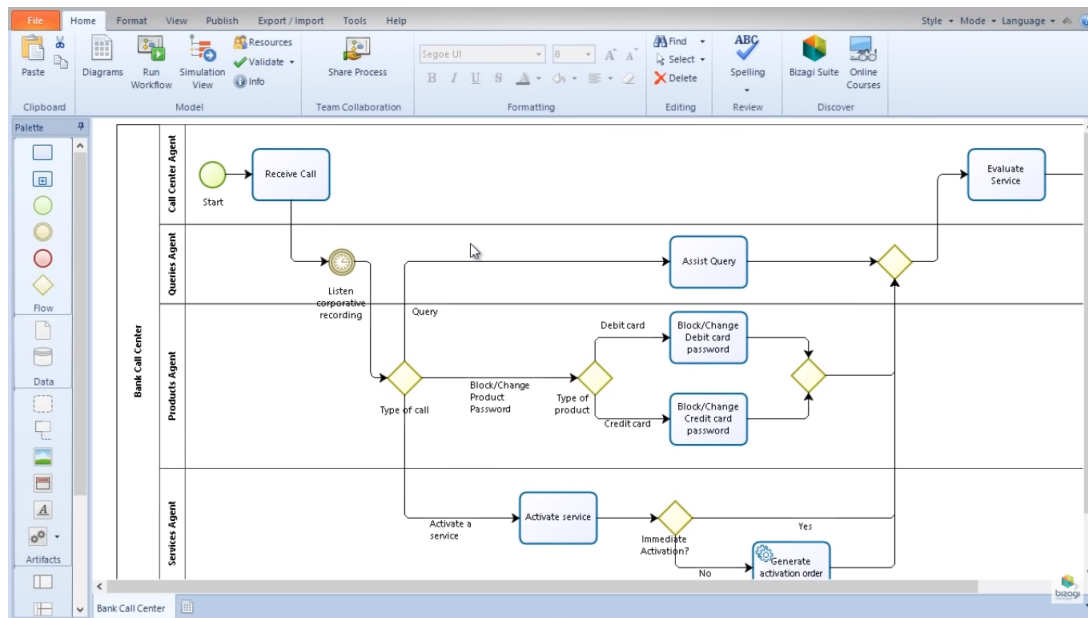 File Home Format View Publish Export / Import Tools Help Style Mode Language
Paste
Clipboard
Diagrams
Run
Workflow
Simulation
View
Resources
Validate
Info
Model
Share Process
Team Collaboration
Segoe UI 8 A A
B I U S A
Formatting
Find
Select
Delete
Editing
ABC
Spelling
Review
Bizagi Suite
Online
Courses
Discover
Palette
Flow
Data
A
Artifacts
Bank Call Center
Call Center Agent
Start
Receive Call
Evaluate
Service
Queries Agent
Listen
corporative
recording
Query
Assist Query
Products Agent
Type of call
Block/Change
Product
Password
Type of
product
Debit card
Block/Change
Debit card
password
Credit card
Block/Change
Credit card
password
Services Agent
Activate a
service
Activate service
Immediate
Activation?
Yes
No
Generate
activation order
Bank Call Center
bizagi